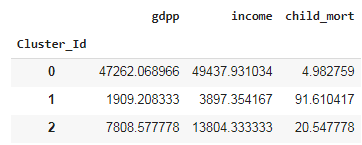 gdpp income child_mort
Cluster_Id
0 47262.068966 49437.931034 4.982759
1 1909.208333 3897.354167 91.610417
2 7808.577778 13804.333333 20.547778